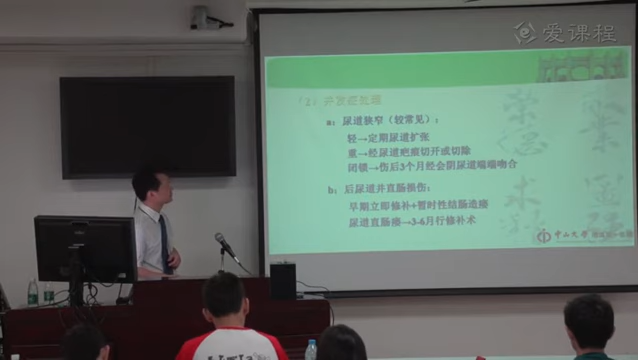 爱课程
(2) 并发症处理
a: 尿道狭窄(较常见):
轻→定期尿道扩张
重→经尿道疤痕切开或切除
闭锁→伤后3个月经会阴尿道端端吻合
b: 后尿道并直肠损伤:
早期立即修补+暂时性结肠造瘘
尿道直肠瘘→3-6月行修补术
中山大学